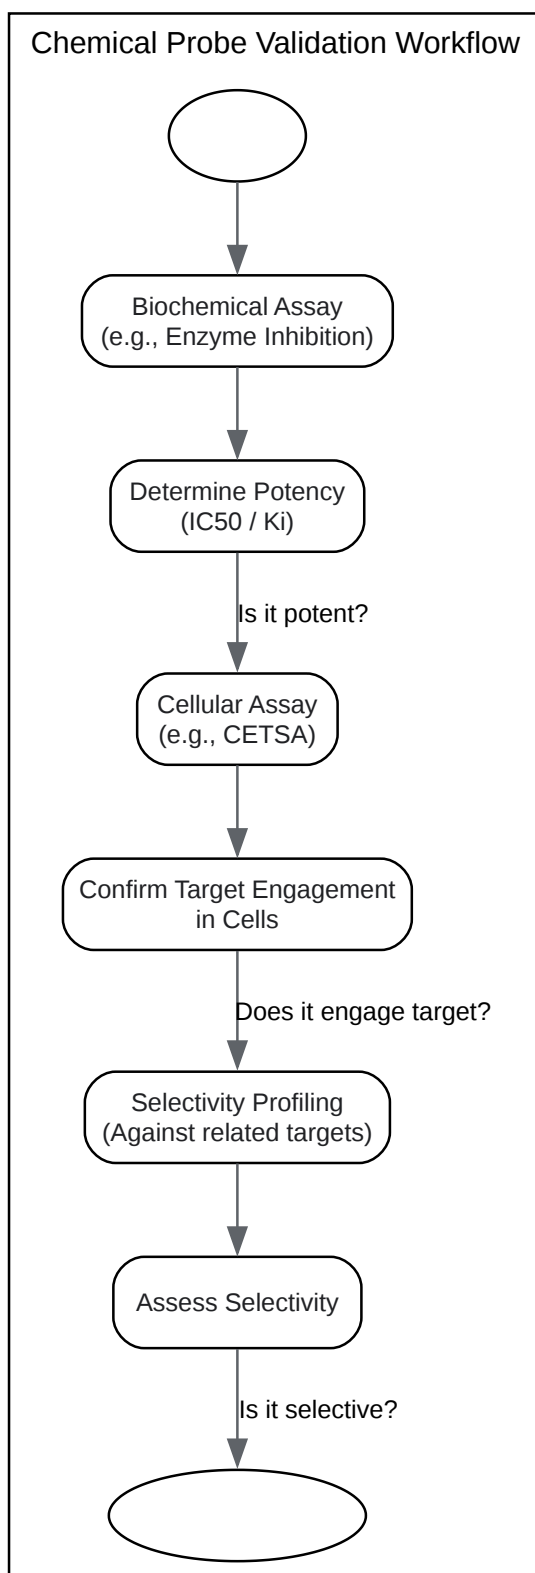 Chemical Probe Validation Workflow
Biochemical Assay
(e.g., Enzyme Inhibition)
Determine Potency
(IC50 / Ki)
Is it potent?
Cellular Assay
(e.g., CETSA)
Confirm Target Engagement
in Cells
Does it engage target?
Selectivity Profiling
(Against related targets)
Assess Selectivity
Is it selective?